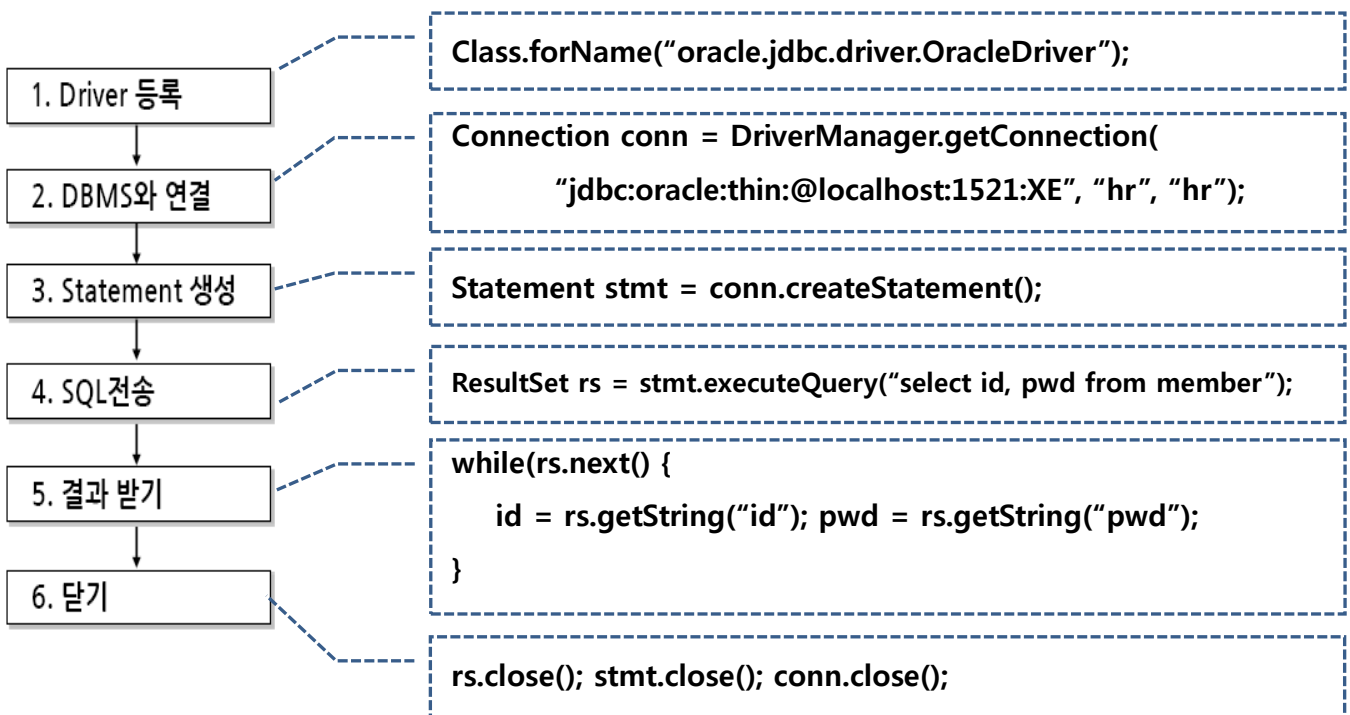 1. Driver 등록
Class.forName(“oracle.jdbc.driver.OracleDriver”);
2. DBMS와 연결
Connection conn = DriverManager.getConnection(
“jdbc:oracle:thin:@localhost:1521:XE”, “hr”, “hr”);
3. Statement 생성
Statement stmt = conn.createStatement();
4. SQL전송
ResultSet rs = stmt.executeQuery(“select id, pwd from member”);
5. 결과 받기
while(rs.next() {
id = rs.getString(“id”); pwd = rs.getString(“pwd”);
}
6. 닫기
rs.close(); stmt.close(); conn.close();